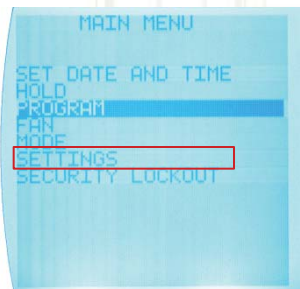 MAIN MENU
SET DATE AND TIME
HOLD
PROGRAM
FAN
MODE
SETTINGS
SECURITY LOCKOUT